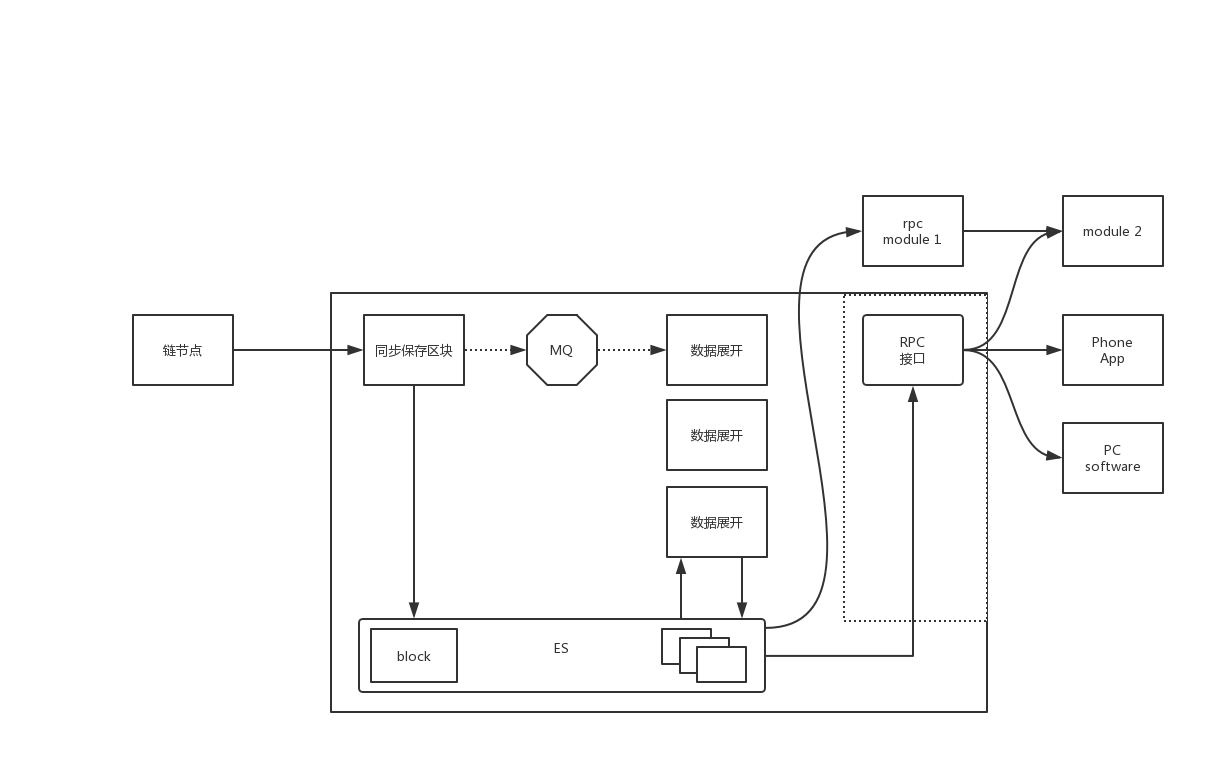 rpc
module 1
module 2
链节点
同步保存区块
MQ
数据展开
RPC
接口
Phone
App
数据展开
PC
software
数据展开
block
ES